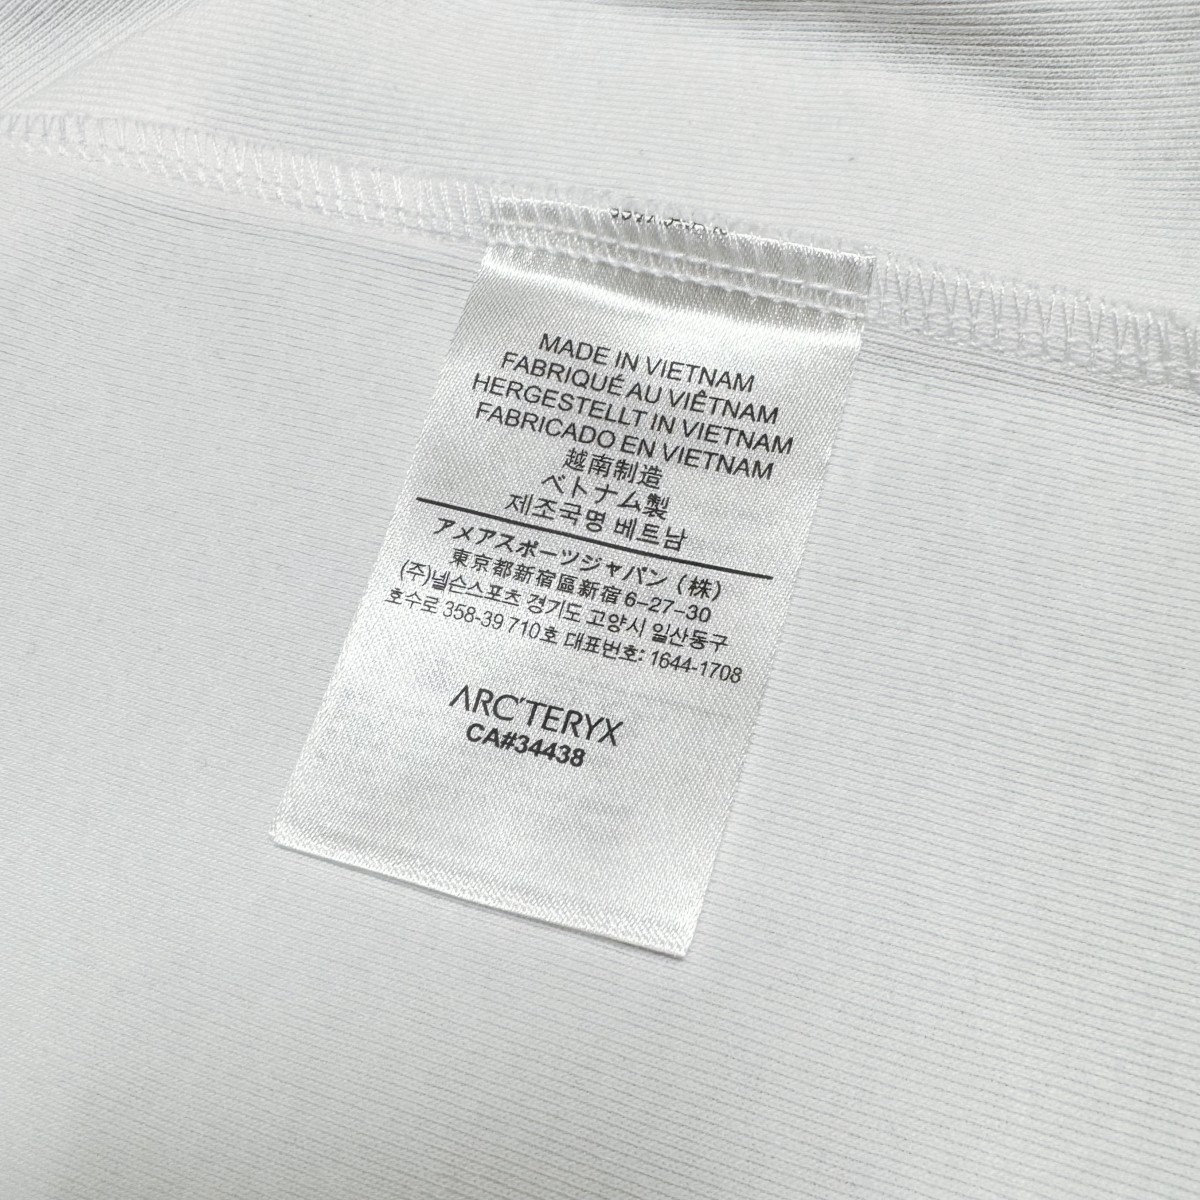 MADE IN VIETNAM
FABRIQUÉ AU VIÊTNAM
HERGESTELLT IN VIETNAM
FABRICADO EN VIETNAM
越南制造
ベトナム製
제조국명 베트남
アメアスポーツジャパン (株)
東京都新宿區新宿 6-27-30
(주)넬슨스포츠 경기도 고양시 일산동구
호수로 358-39 710호 대표번호: 1644-1708
ARC'TERYX
CA#34438